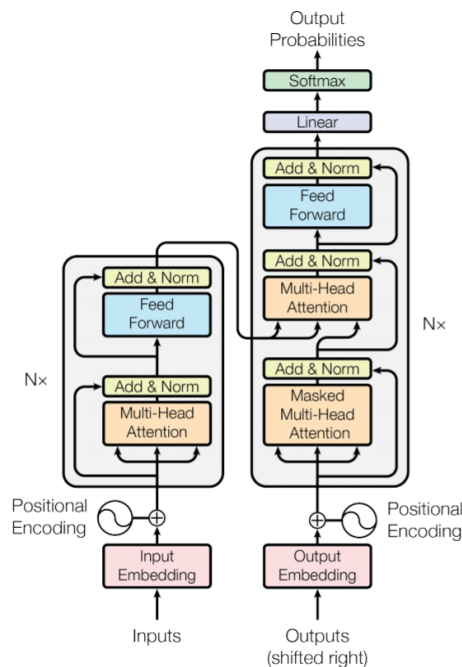 Output
Probabilities
Softmax
Linear
Add & Norm
Feed
Forward
Add & Norm
Multi-Head
Attention
Add & Norm
Masked
Multi-Head
Attention
N×
Add & Norm
Feed
Forward
Add & Norm
Multi-Head
Attention
N×
Positional
Encoding
Positional
Encoding
Input
Embedding
Output
Embedding
Inputs
Outputs
(shifted right)